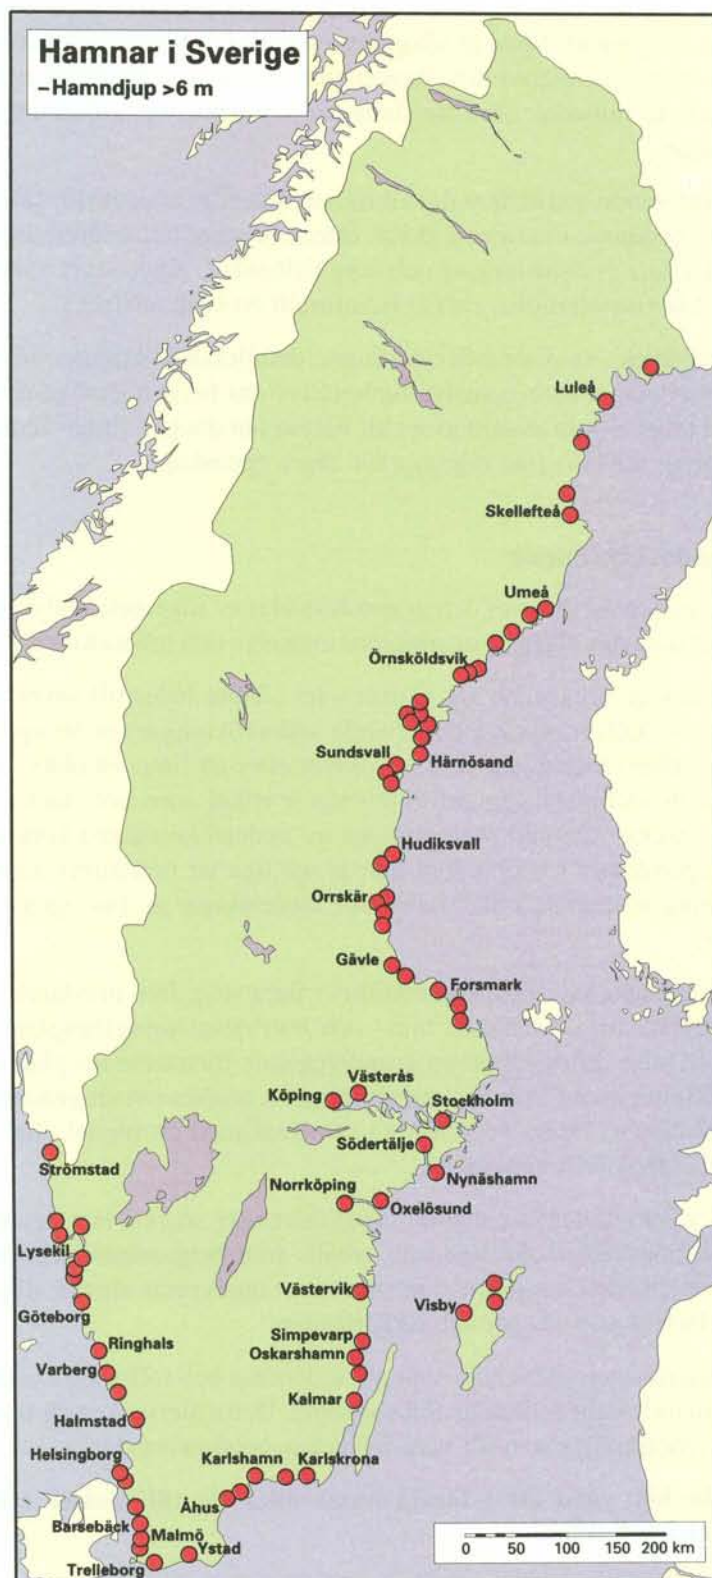 Hamnar i Sverige
–Hamndjup >6 m
Luleå
Skellefteå
Umeå
Örnsköldsvik
Sundsvall
Härnösand
Hudiksvall
Orrskär
Gävle
Forsmark
Västerås
Köping
Stockholm
Södertälje
Strömstad
Nynäshamn
Norrköping
Oxelösund
Lysekil
Västervik
Visby
Göteborg
Simpevarp
Ringhals
Oskarshamn
Varberg
Kalmar
Halmstad
Helsingborg
Karlshamn
Karlskrona
Åhus
Barsebäck
Malmö
Ystad
Trelleborg
0 50 100 150 200 km